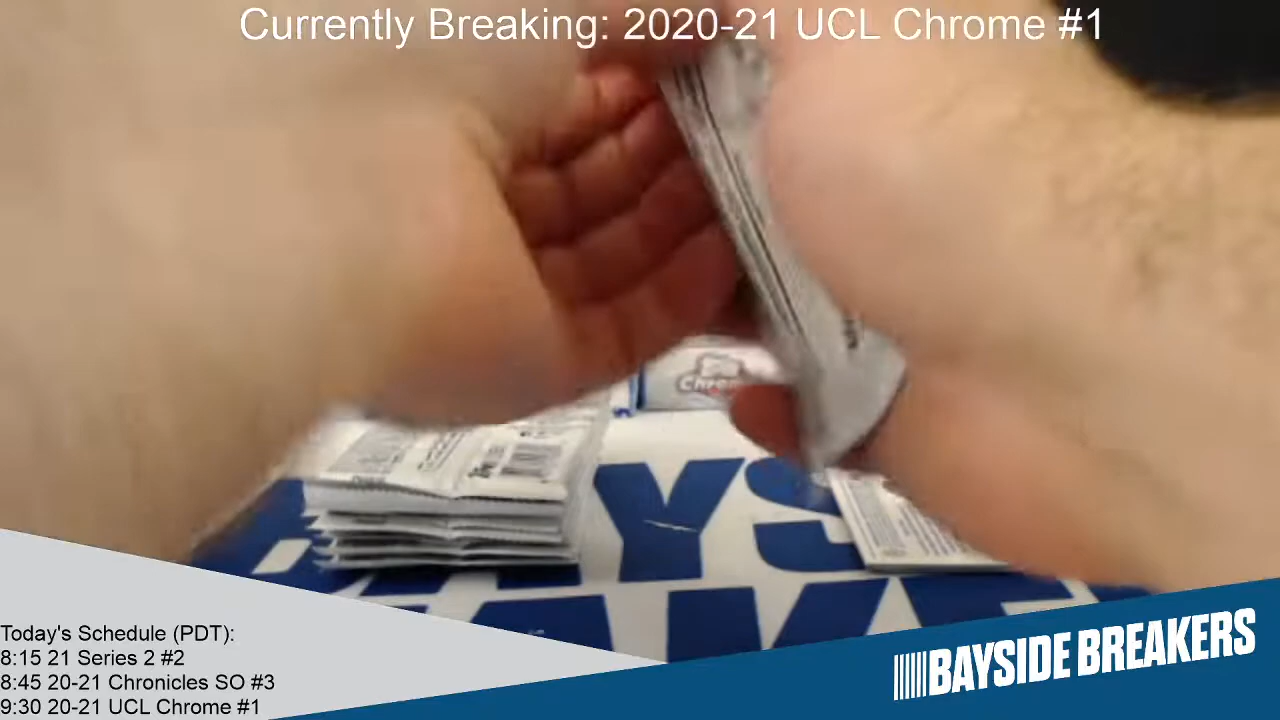 Currently Breaking: 2020-21 UCL Chrome #1
Chrome
Today's Schedule (PDT):
8:15 21 Series 2 #2
8:45 20-21 Chronicles SO #3
9:30 20-21 UCL Chrome #1
BAYSIDE BREAKERS